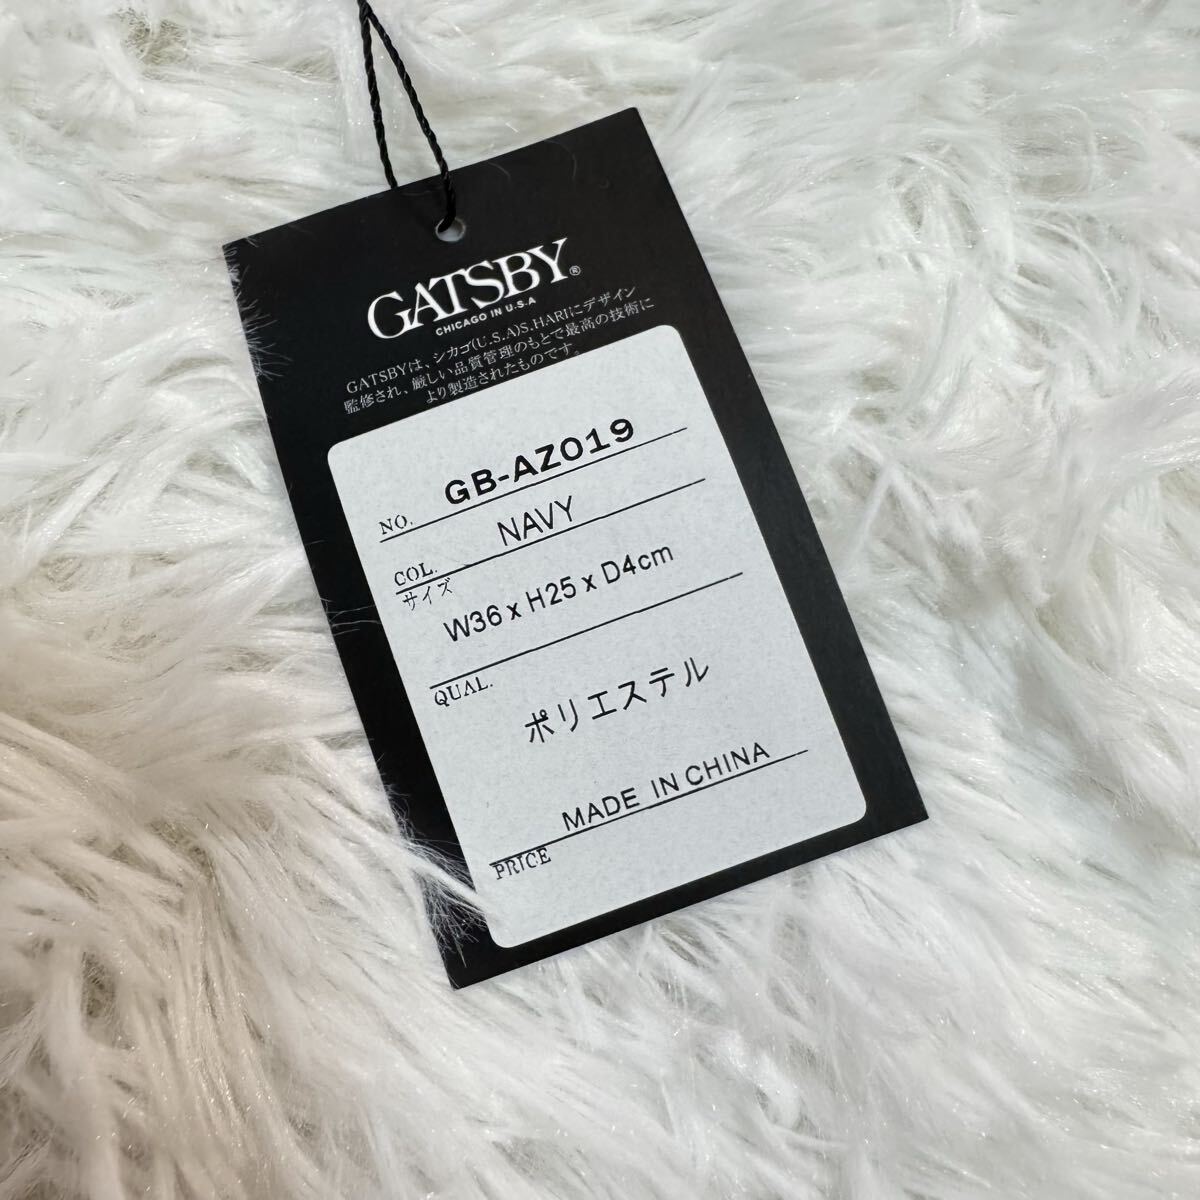 GATSBY®
CHICAGO IN U.S.A
GATSBYは、シカゴ(U.S.A)S.HARIにデザイン
監修され、厳しい品質管理のもとで最高の技術に
より製造されたものです。
NO. GB-AZ019
COL. NAVY
サイズ
W36 x H25 x D4cm
QUAL.
ポリエステル
MADE IN CHINA
PRICE